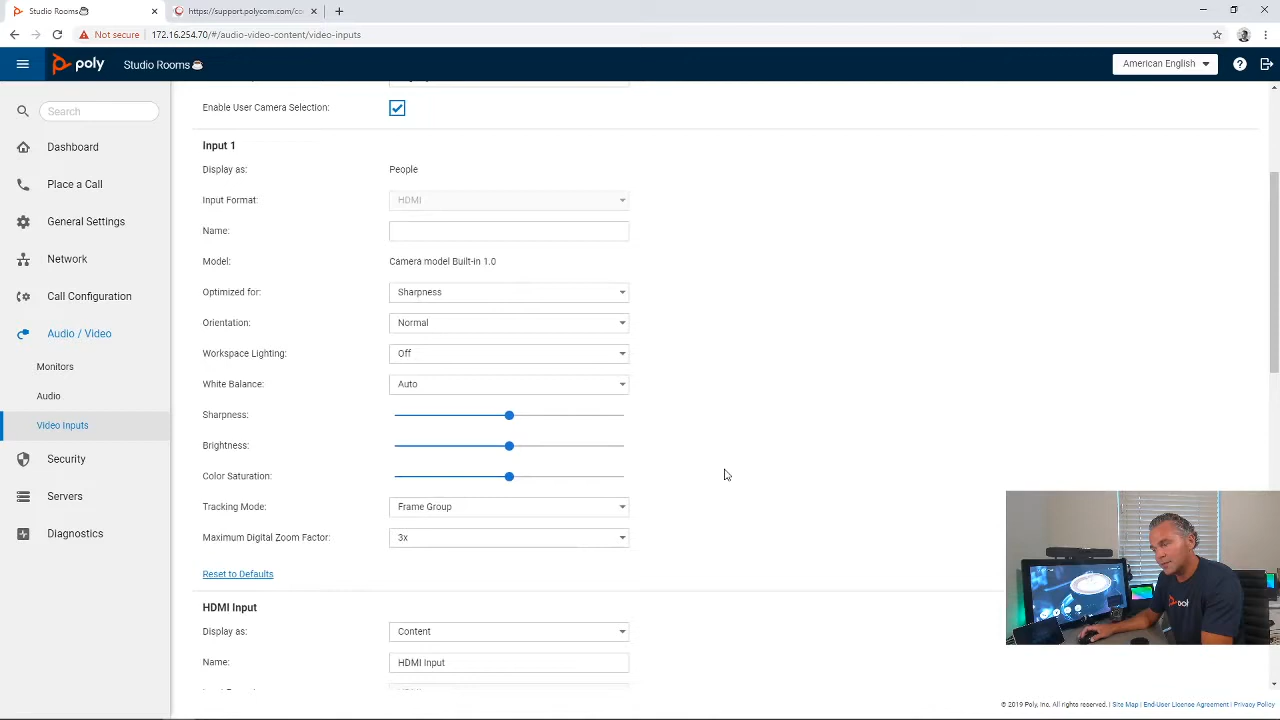 Studio Rooms☕
https://support.polycom.com/co
Not secure 172.16.254.70/#/audio-video-content/video-inputs
poly Studio Rooms☕ American English
Search
Dashboard
Place a Call
General Settings
Network
Call Configuration
Audio / Video
Monitors
Audio
Video Inputs
Security
Servers
Diagnostics
Enable User Camera Selection:
Input 1
Display as: People
Input Format: HDMI
Name:
Model: Camera model Built-in 1.0
Optimized for: Sharpness
Orientation: Normal
Workspace Lighting: Off
White Balance: Auto
Sharpness:
Brightness:
Color Saturation:
Tracking Mode: Frame Group
Maximum Digital Zoom Factor: 3x
Reset to Defaults
HDMI Input
Display as: Content
Name: HDMI Input
© 2019 Poly, Inc. All rights reserved. | Site Map | End-User License Agreement | Privacy Policy